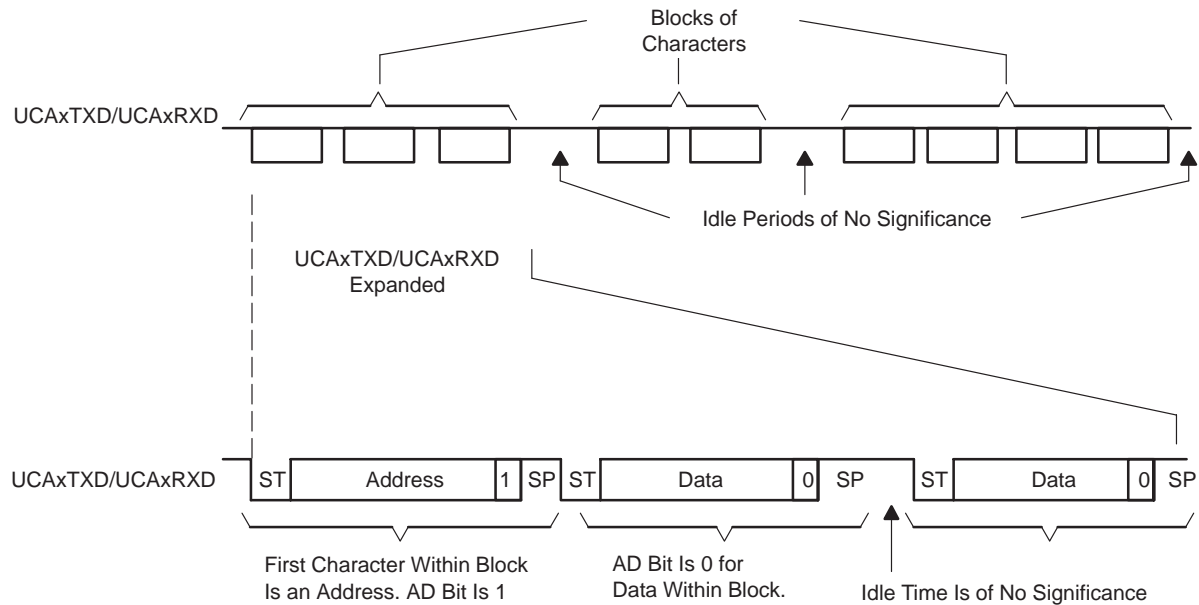 Blocks of
Characters
UCAxTXD/UCAxRXD
Idle Periods of No Significance
UCAxTXD/UCAxRXD
Expanded
UCAxTXD/UCAxRXD
ST
Address
1
SP
ST
Data
0
SP
ST
Data
0
SP
First Character Within Block
Is an Address. AD Bit Is 1
AD Bit Is 0 for
Data Within Block.
Idle Time Is of No Significance